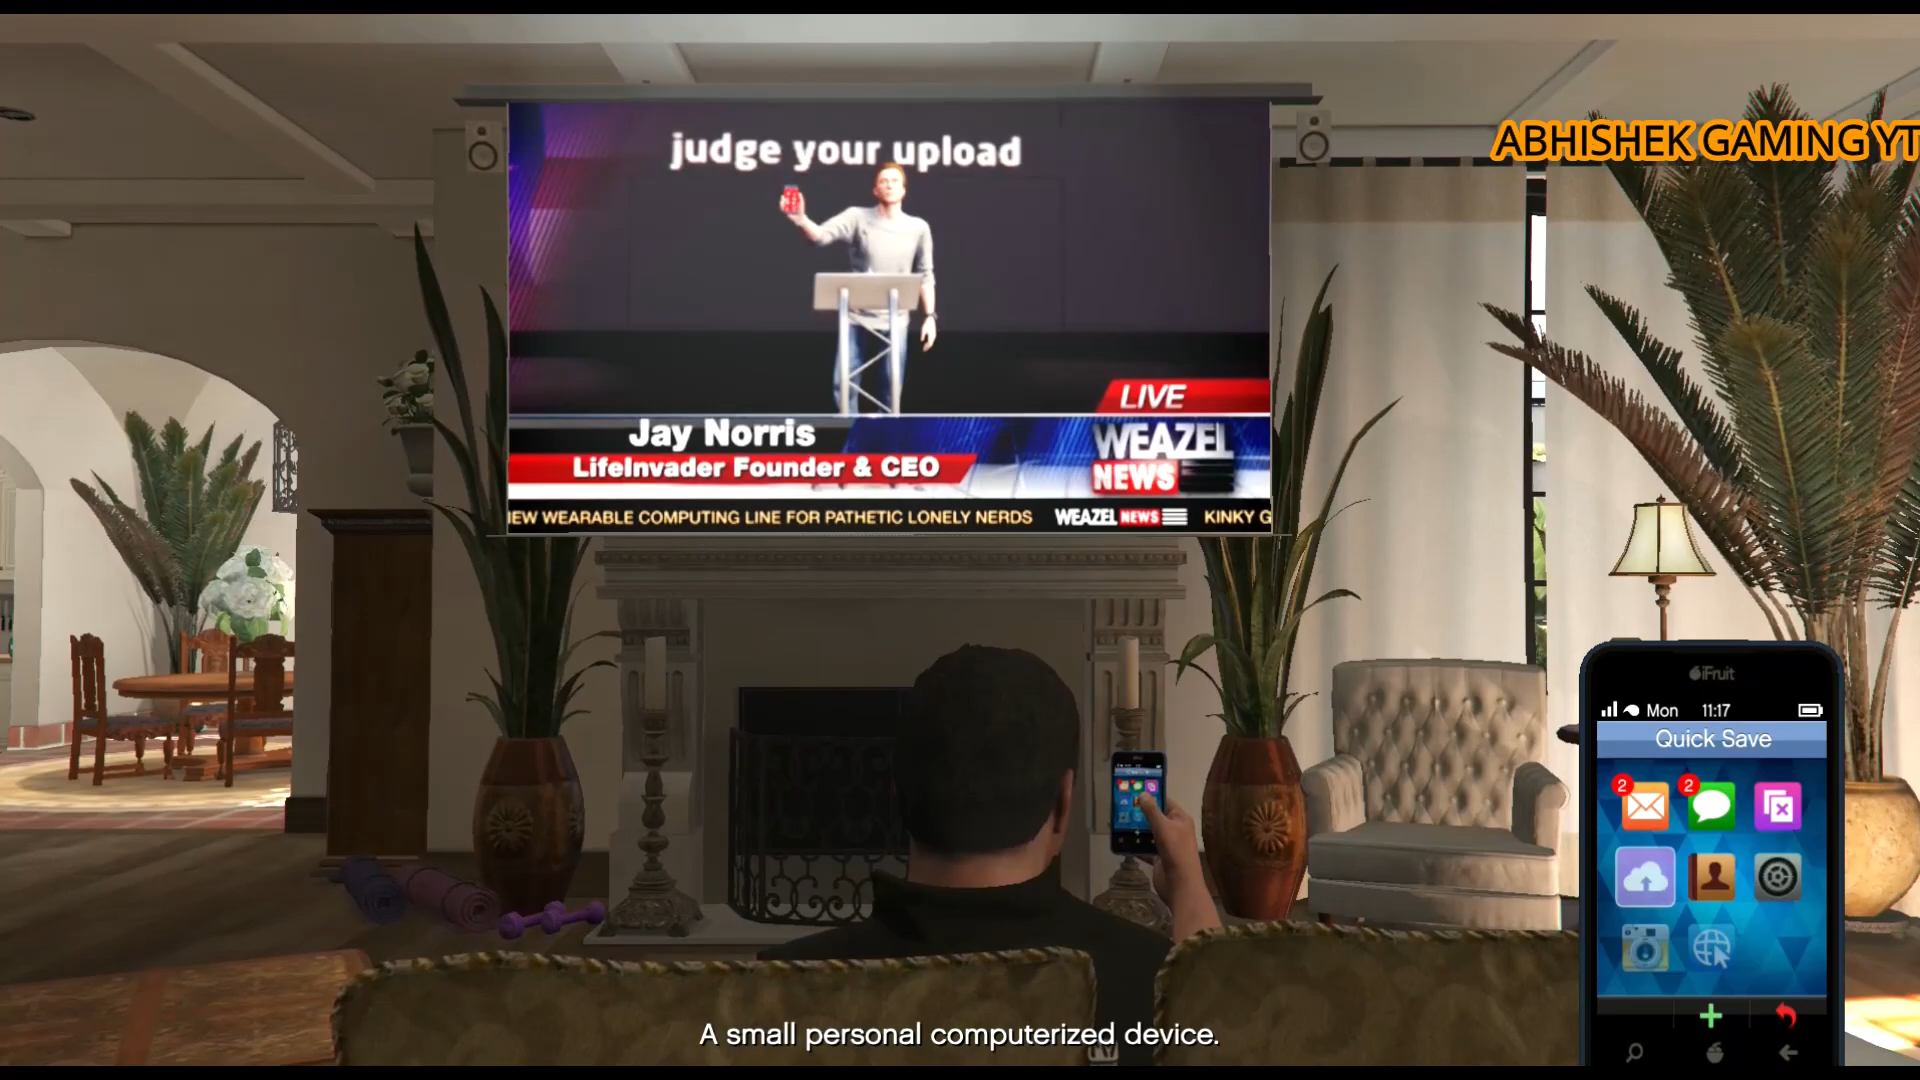 judge your upload
ABHISHEK GAMING YT
LIVE
Jay Norris
LifeInvader Founder & CEO
WEAZEL
NEWS
NEW WEARABLE COMPUTING LINE FOR PATHETIC LONELY NERDS WEAZEL NEWS KINKY G
iFruit
Mon 11:17
Quick Save
2 2
A small personal computerized device.